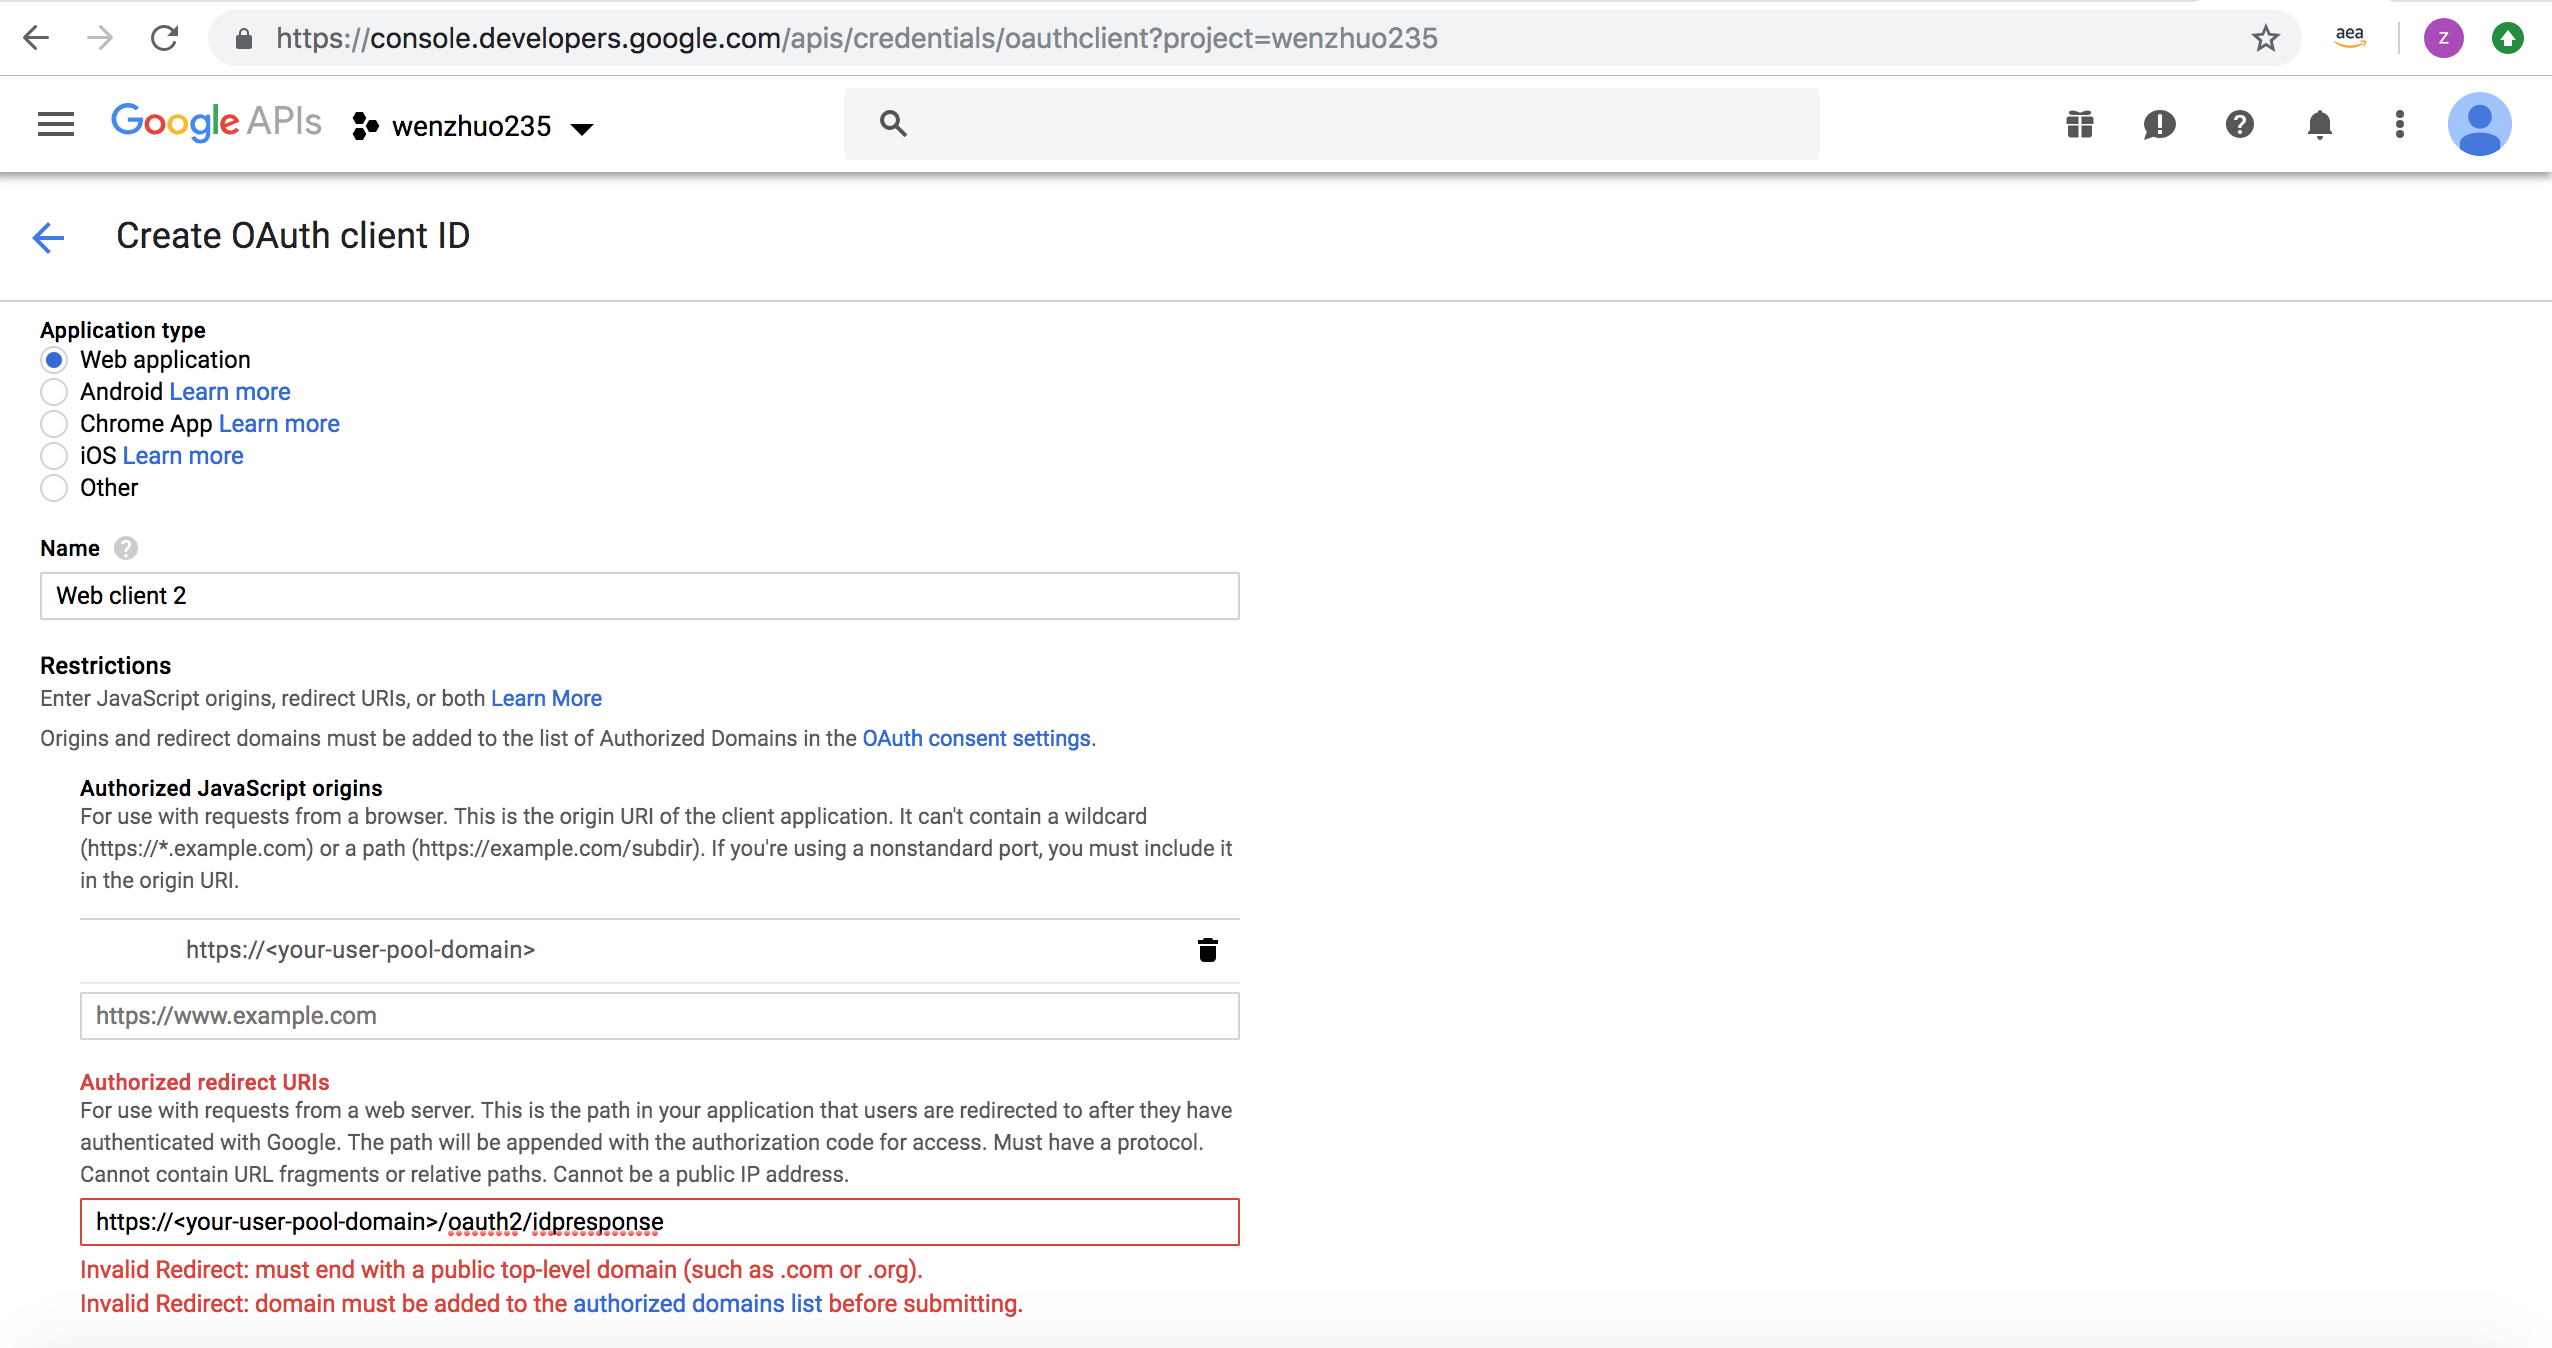 https://console.developers.google.com/apis/credentials/oauthclient?project=wenzhuo235
aea
Z
Google APIs
wenzhuo235
Create OAuth client ID
Application type
Web application
Android Learn more
Chrome App Learn more
iOS Learn more
Other
Name
Web client 2
Restrictions
Enter JavaScript origins, redirect URIs, or both Learn More
Origins and redirect domains must be added to the list of Authorized Domains in the OAuth consent settings.
Authorized JavaScript origins
For use with requests from a browser. This is the origin URI of the client application. It can't contain a wildcard
(https://*.example.com) or a path (https://example.com/subdir). If you're using a nonstandard port, you must include it
in the origin URI.
https://<your-user-pool-domain>
https://www.example.com
Authorized redirect URIs
For use with requests from a web server. This is the path in your application that users are redirected to after they have
authenticated with Google. The path will be appended with the authorization code for access. Must have a protocol.
Cannot contain URL fragments or relative paths. Cannot be a public IP address.
https://<your-user-pool-domain>/oauth2/idpresponse
Invalid Redirect: must end with a public top-level domain (such as .com or .org).
Invalid Redirect: domain must be added to the authorized domains list before submitting.